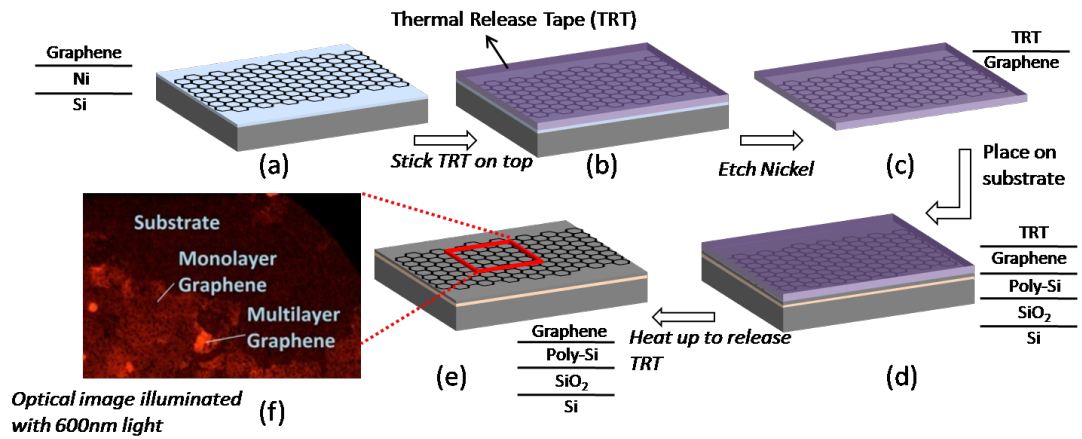 Thermal Release Tape (TRT)
Graphene
Ni
Si
TRT
Graphene
(a)
Stick TRT on top
(b)
Etch Nickel
(c)
Place on
substrate
Substrate
Monolayer
Graphene
Multilayer
Graphene
TRT
Graphene
Poly-Si
SiO₂
Si
Graphene
Poly-Si
SiO₂
Si
Heat up to release
TRT
(d)
(e)
(f)
Optical image illuminated
with 600nm light